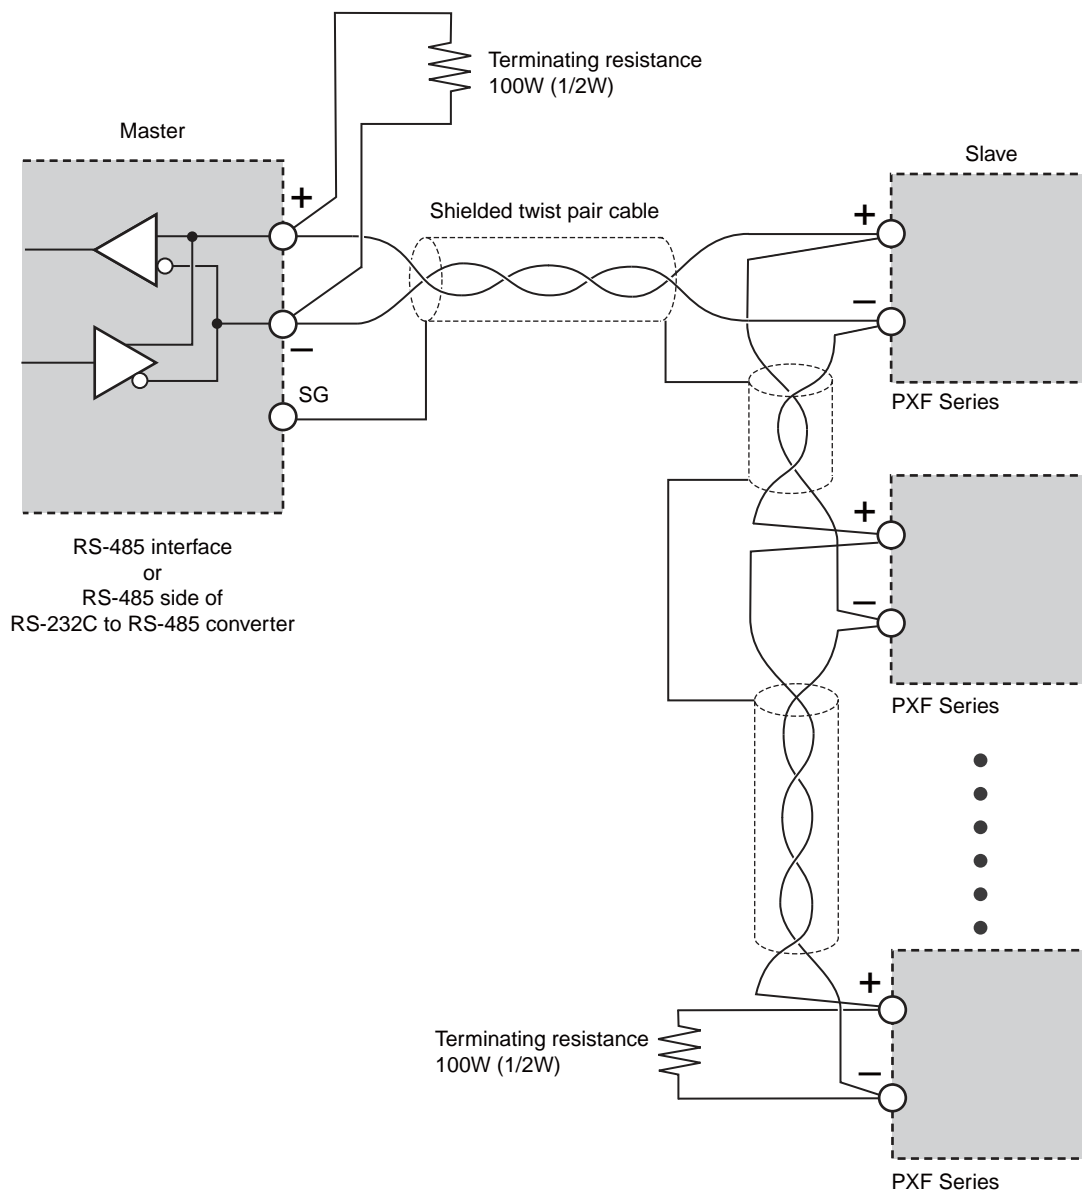 Terminating resistance
100W (1/2W)
Master
Slave
+
Shielded twist pair cable
+
−
−
SG
PXF Series
+
RS-485 interface
or
RS-485 side of
RS-232C to RS-485 converter
−
PXF Series
+
Terminating resistance
100W (1/2W)
−
PXF Series